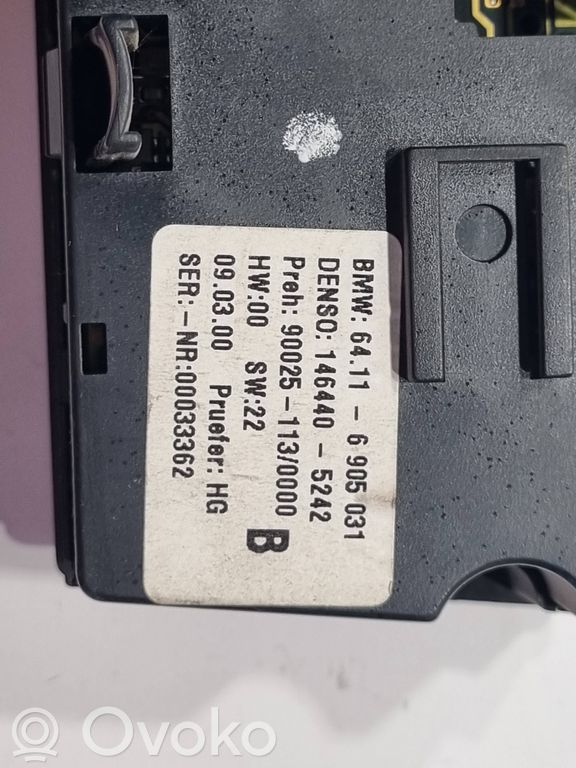 BMW: 64.11 - 6 905 031
DENSO: 146440 - 5242
Preh: 90025-113/0000
HW:00 SW:22 B
09.03.00 Pruefer: HG
SER:-NR:00033362
OVOKO